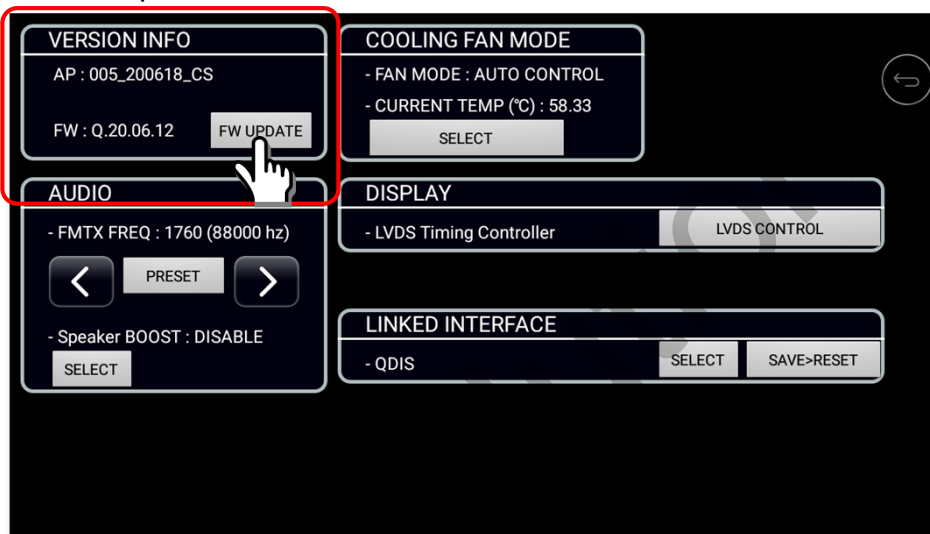 VERSION INFO
AP : 005_200618_CS
FW : Q.20.06.12
FW UPDATE
COOLING FAN MODE
- FAN MODE : AUTO CONTROL
- CURRENT TEMP (℃) : 58.33
SELECT
AUDIO
- FMTX FREQ : 1760 (88000 hz)
PRESET
- Speaker BOOST : DISABLE
SELECT
DISPLAY
- LVDS Timing Controller
LVDS CONTROL
LINKED INTERFACE
- QDIS
SELECT
SAVE>RESET